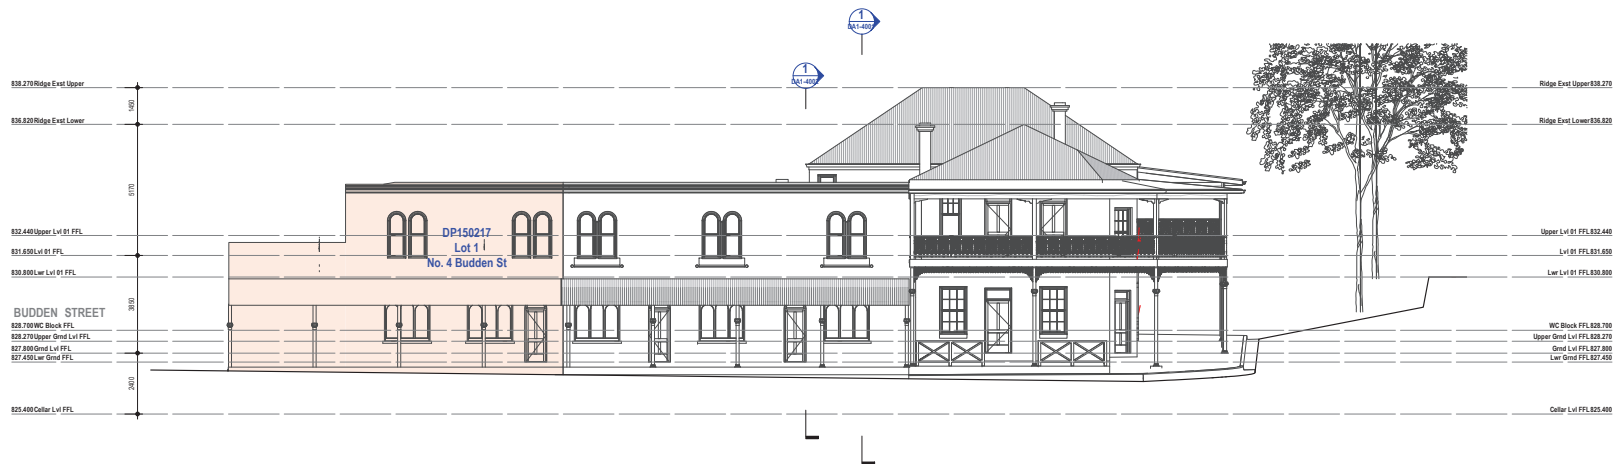 1
DA1-4001
1
DA1-4002
838.270 Ridge Exst Upper
Ridge Exst Upper 838.270
1450
836.820 Ridge Exst Lower
Ridge Exst Lower 836.820
5170
832.440 Upper Lvl 01 FFL
DP150217
Upper Lvl 01 FFL 832.440
Lot 1
831.650 Lvl 01 FFL
Lvl 01 FFL 831.650
No. 4 Budden St
830.800 Lwr Lvl 01 FFL
Lwr Lvl 01 FFL 830.800
3850
BUDDEN STREET
828.700 WC Block FFL
WC Block FFL 828.700
828.270 Upper Grnd Lvl FFL
Upper Grnd Lvl FFL 828.270
827.800 Grnd Lvl FFL
Grnd Lvl FFL 827.800
827.450 Lwr Grnd FFL
Lwr Grnd FFL 827.450
2400
825.400 Cellar Lvl FFL
Cellar Lvl FFL 825.400